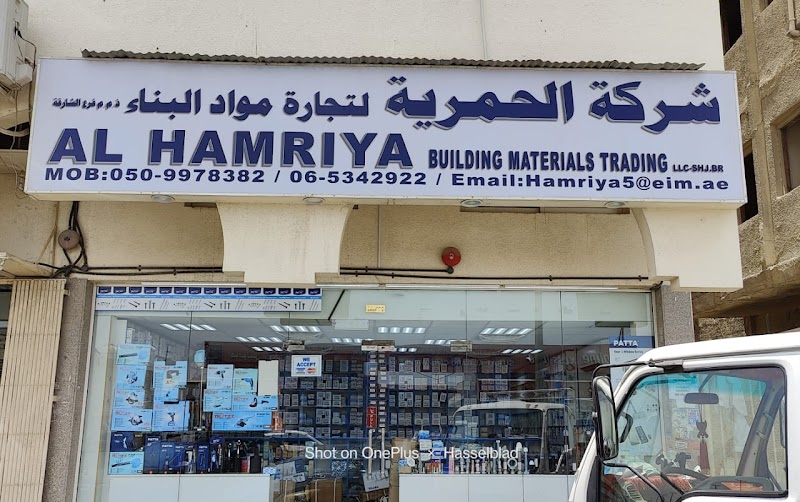 شركة الحمرية لتجارة مواد البناء ذ.م.م فرع الشارقة
AL HAMRIYA BUILDING MATERIALS TRADING LLC-SHJ.BR
MOB:050-9978382 / 06-5342922 / Email:Hamriya5@eim.ae
PATTA
WE
ACCEPT
Shot on OnePlus × Hasselblad